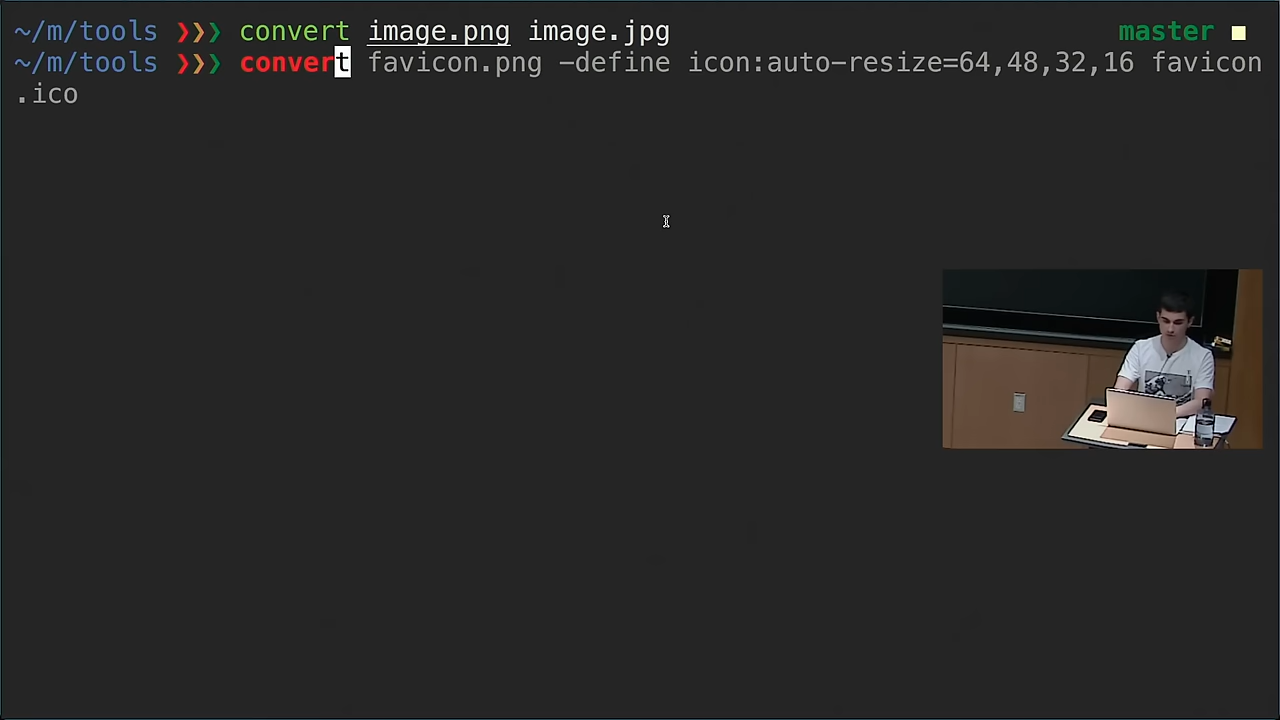 ~/m/tools ❯❯❯ convert image.png image.jpg master ■
~/m/tools ❯❯❯ convert favicon.png -define icon:auto-resize=64,48,32,16 favicon
.ico